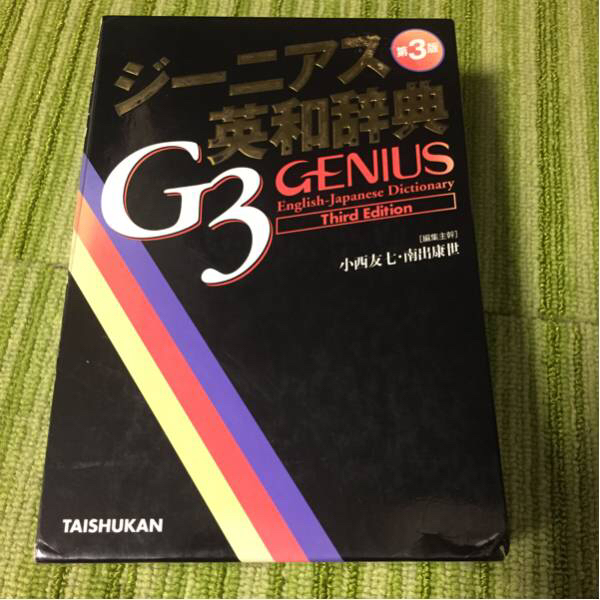 ジーニアス
第3版
英和辞典
G3
GENIUS
English-Japanese Dictionary
Third Edition
[編集主幹]
小西友七・南出康世
TAISHUKAN